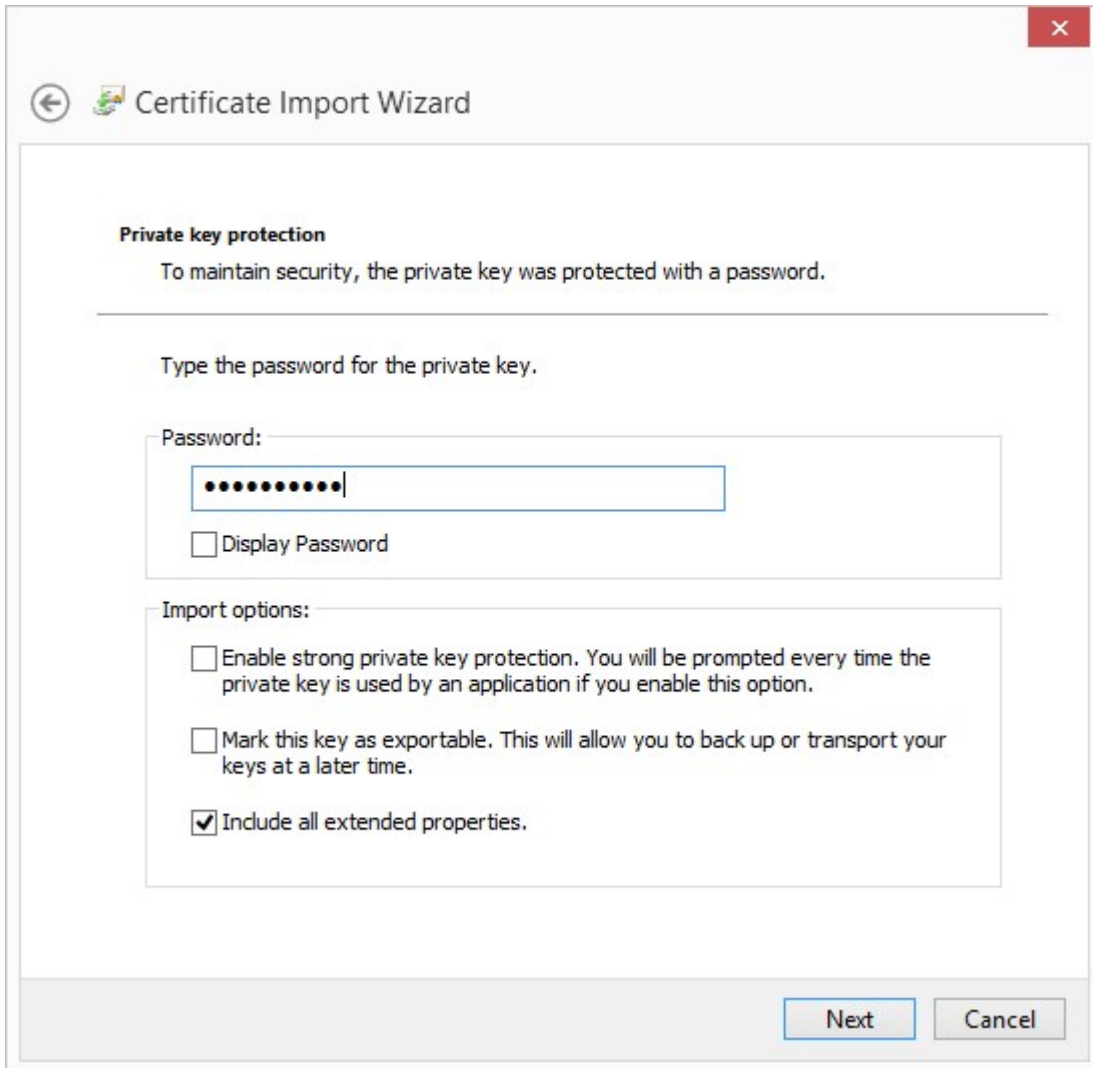 Certificate Import Wizard
Private key protection
To maintain security, the private key was protected with a password.
Type the password for the private key.
Password:
••••••••••
Display Password
Import options:
Enable strong private key protection. You will be prompted every time the
private key is used by an application if you enable this option.
Mark this key as exportable. This will allow you to back up or transport your
keys at a later time.
Include all extended properties.
Next
Cancel